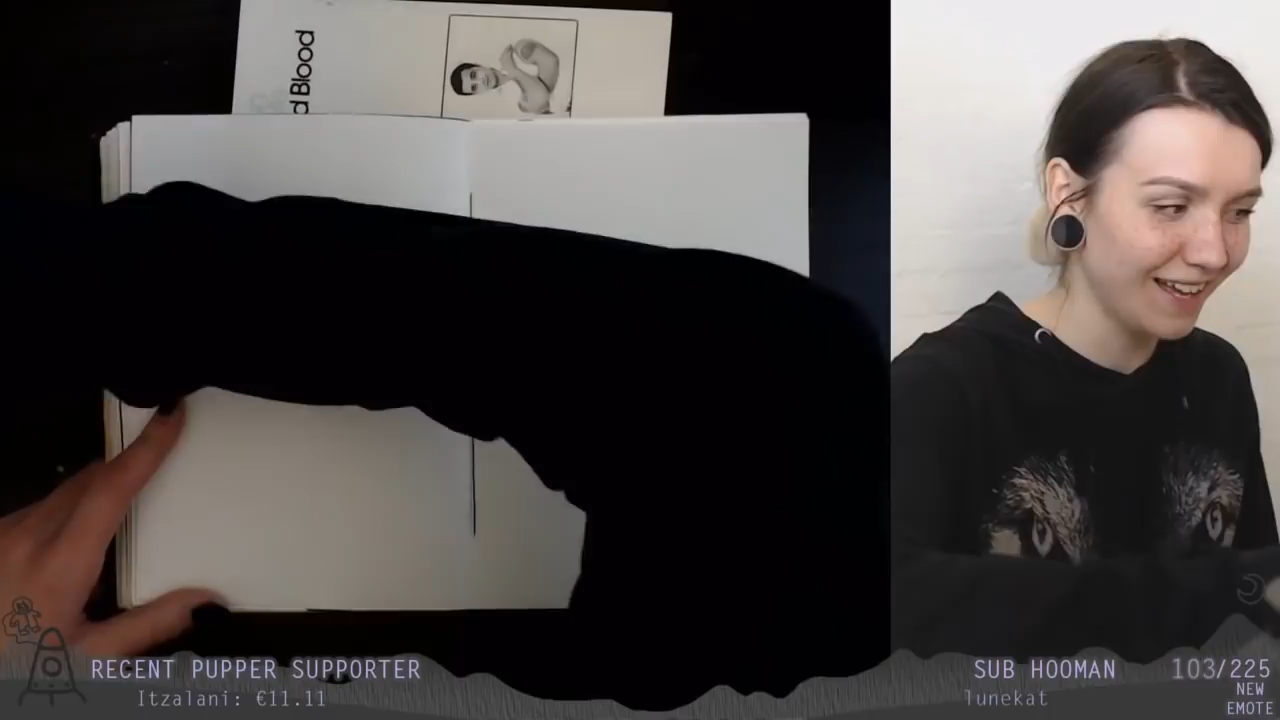 d Blood
RECENT PUPPER SUPPORTER
Itzalani: €11.11
SUB HOOMAN
lunekat
103/225
NEW
EMOTE